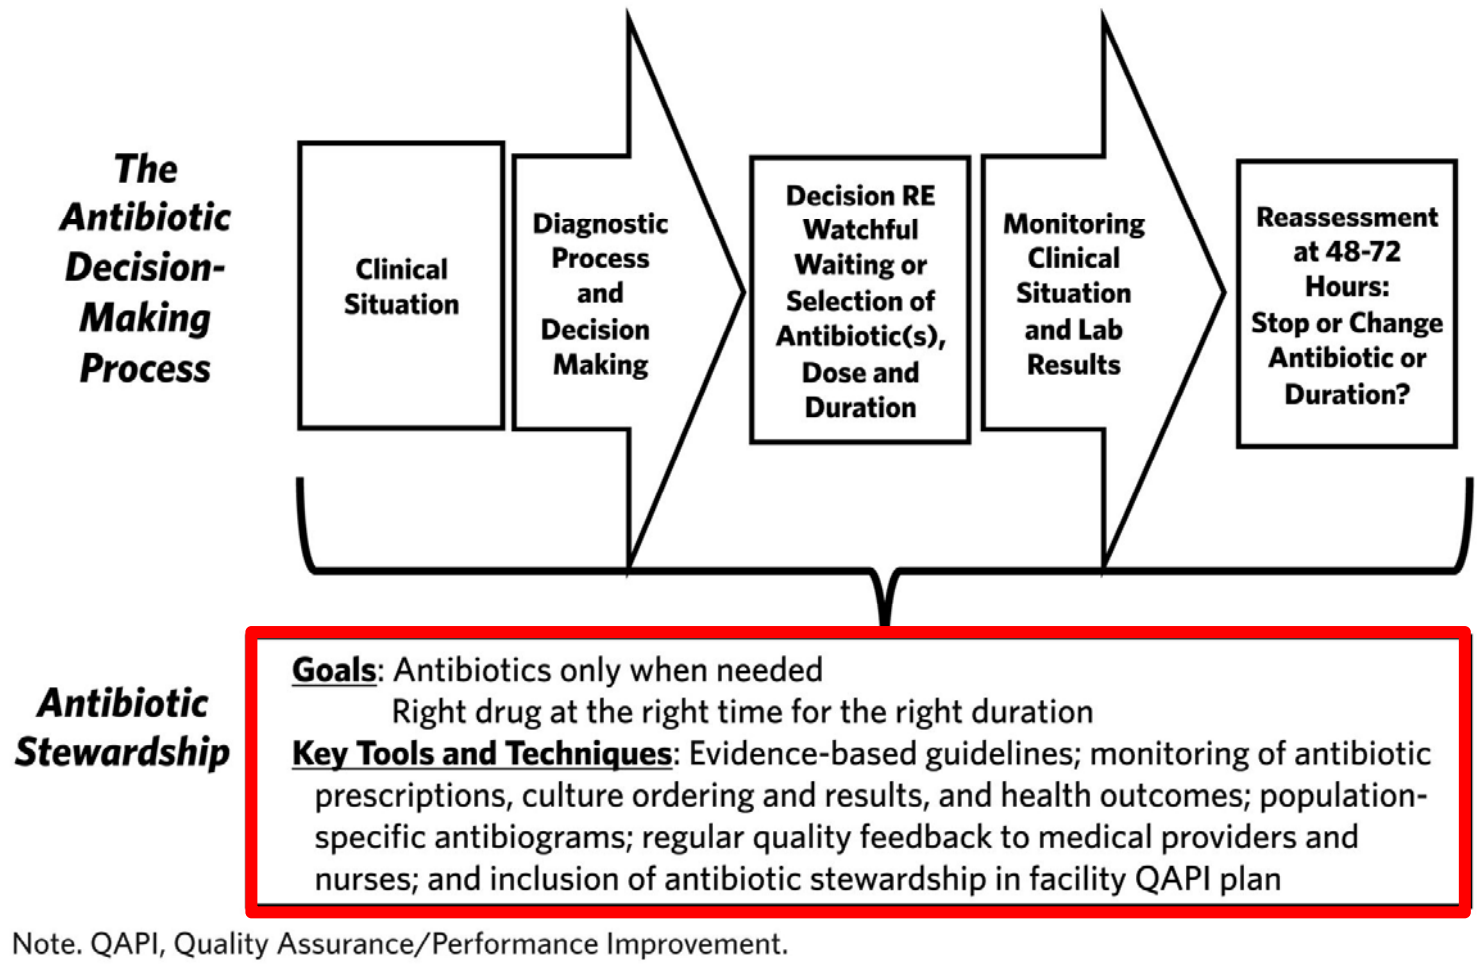 The
Antibiotic
Decision-
Making
Process
Clinical
Situation
Diagnostic
Process
and
Decision
Making
Decision RE
Watchful
Waiting or
Selection of
Antibiotic(s),
Dose and
Duration
Monitoring
Clinical
Situation
and Lab
Results
Reassessment
at 48-72
Hours:
Stop or Change
Antibiotic or
Duration?
Antibiotic
Stewardship
Goals: Antibiotics only when needed
Right drug at the right time for the right duration
Key Tools and Techniques: Evidence-based guidelines; monitoring of antibiotic
prescriptions, culture ordering and results, and health outcomes; population-
specific antibiograms; regular quality feedback to medical providers and
nurses; and inclusion of antibiotic stewardship in facility QAPI plan
Note. QAPI, Quality Assurance/Performance Improvement.